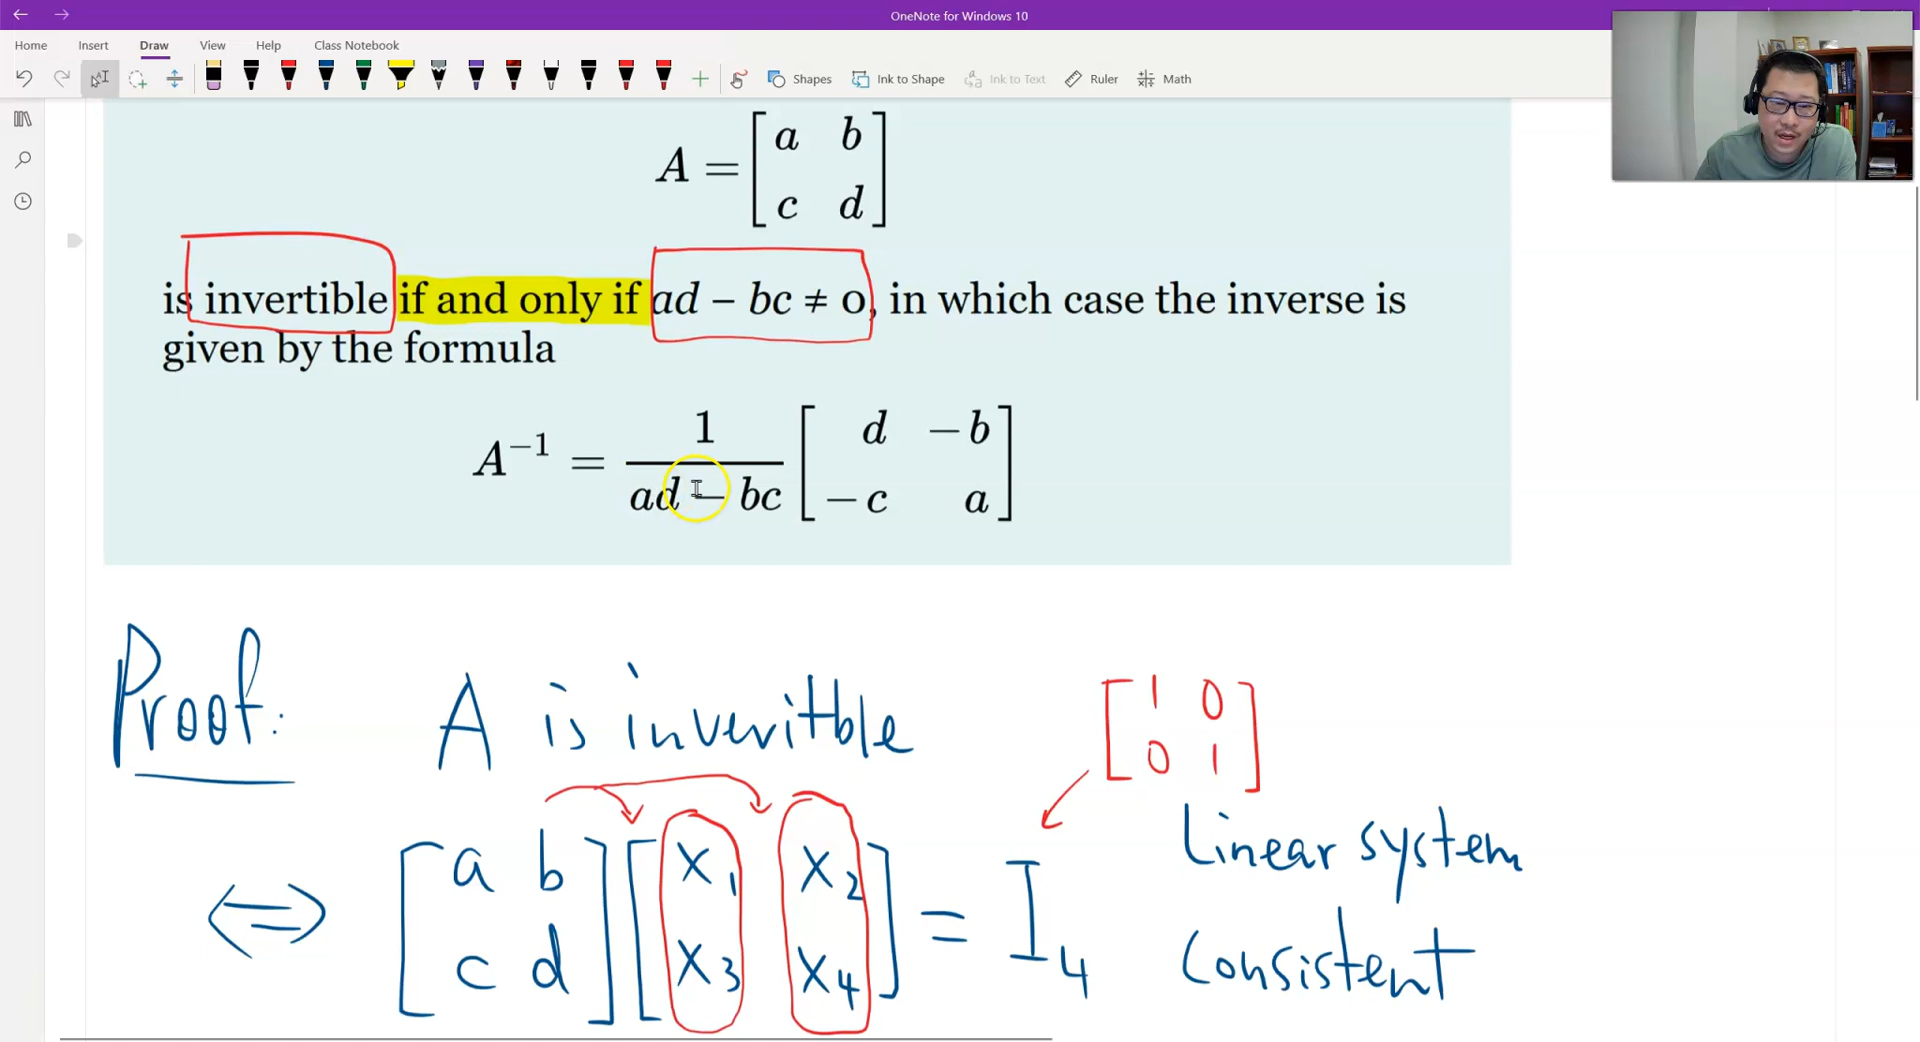 OneNote for Windows 10
Home Insert Draw View Help Class Notebook
Shapes Ink to Shape Ink to Text Ruler Math
A = [a b
c d]
is invertible if and only if ad − bc ≠ 0, in which case the inverse is
given by the formula
A⁻¹ = 1/(ad − bc) [d −b
−c a]
Proof: A is inveritble
[1 0
0 1]
⟺ [a b
c d] [x₁ x₂
x₃ x₄] = I₄
Linear system
Consistent